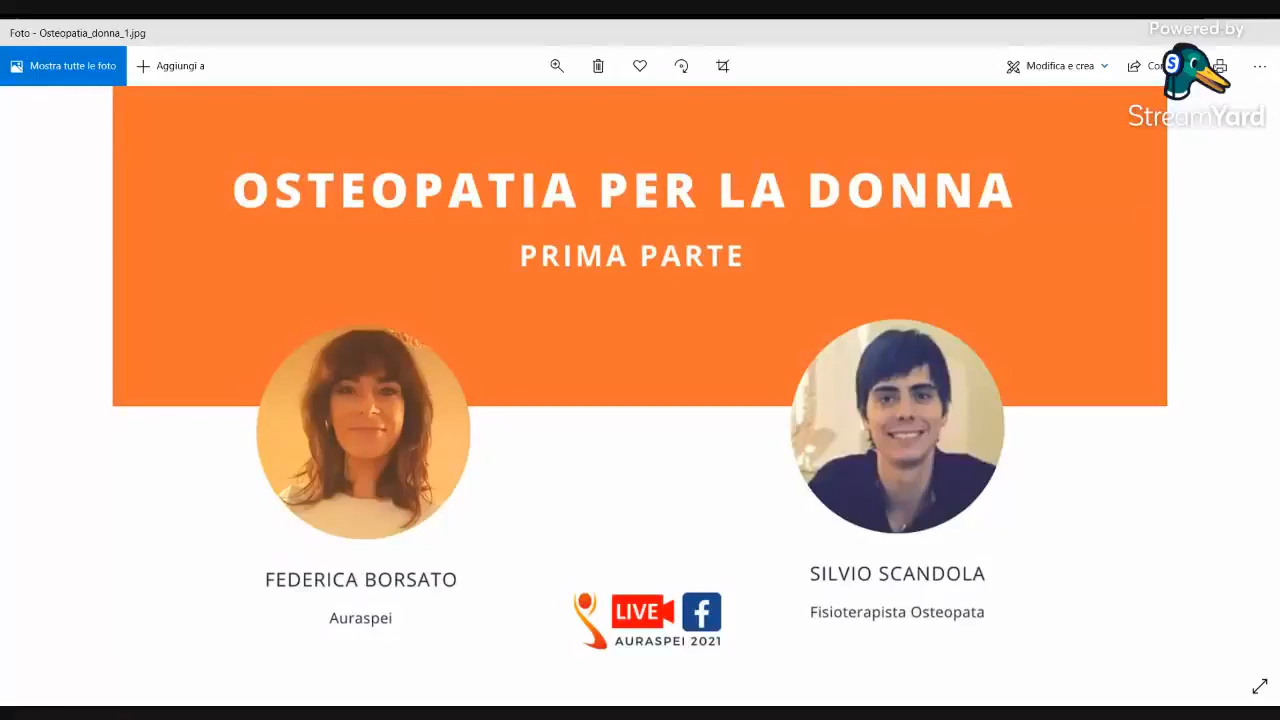 Foto - Osteopatia_donna_1.jpg
Powered by
Mostra tutte le foto
Aggiungi a
Modifica e crea
StreamYard
OSTEOPATIA PER LA DONNA
PRIMA PARTE
FEDERICA BORSATO
Auraspei
SILVIO SCANDOLA
Fisioterapista Osteopata
LIVE
AURASPEI 2021